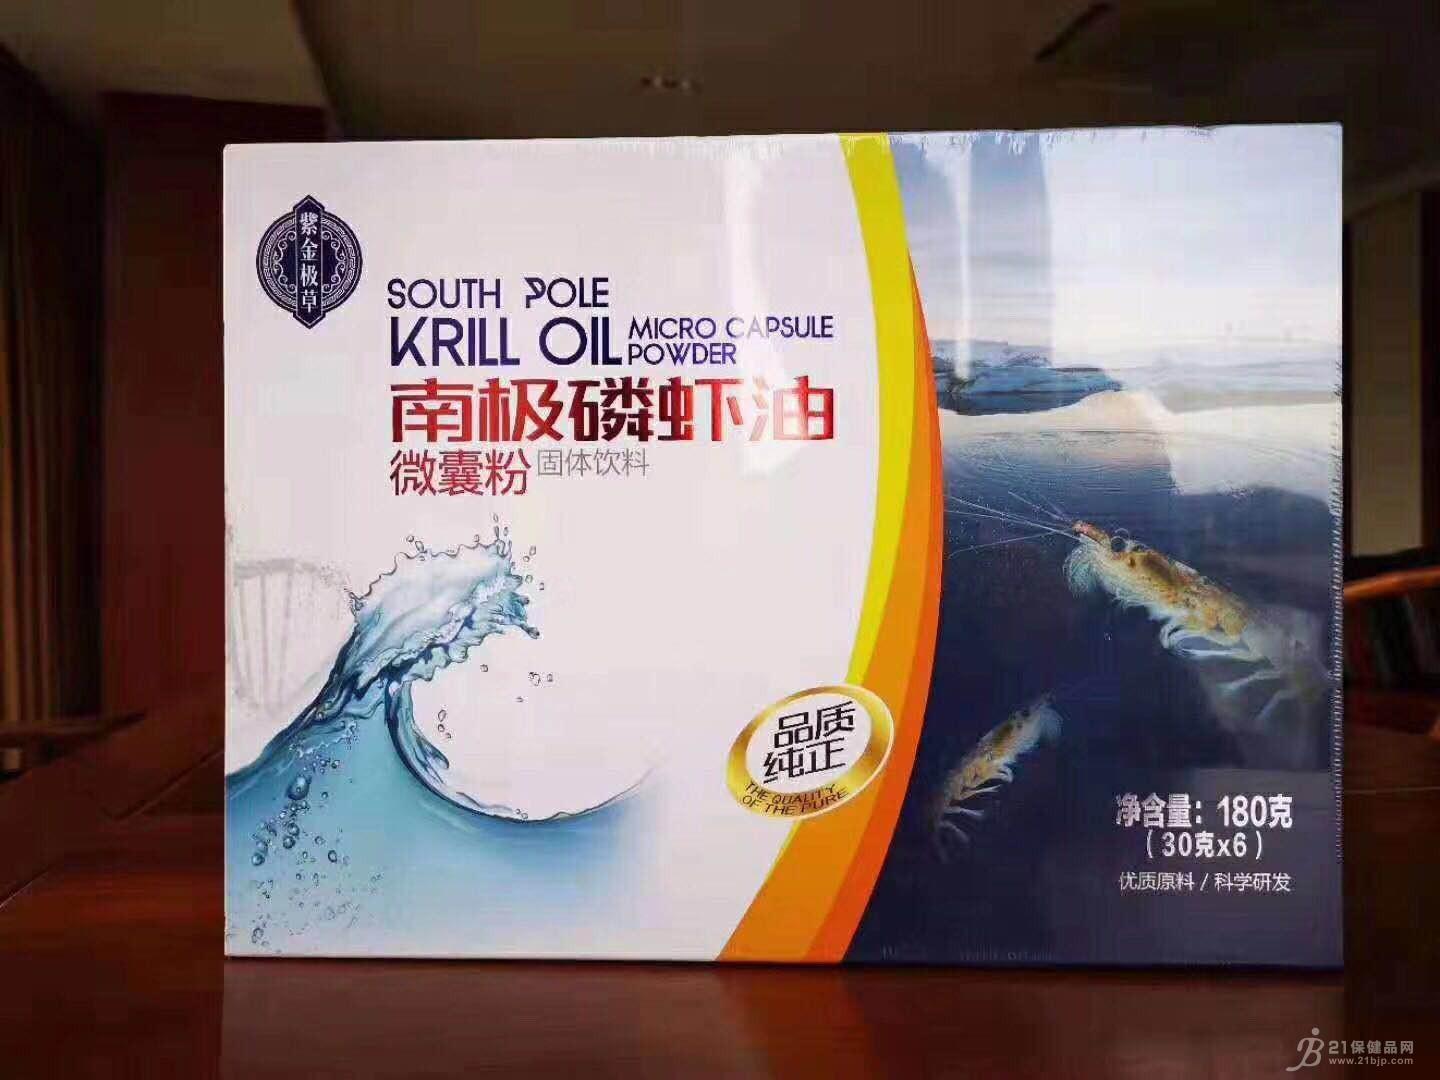 紫金极草
SOUTH POLE
KRILL OIL MICRO CAPSULE
POWDER
南极磷虾油
微囊粉 固体饮料
品质
纯正
THE QUALITY
OF THE PURE
净含量：180克
（30克x6）
优质原料 / 科学研发
21保健品网
www.21bjp.com